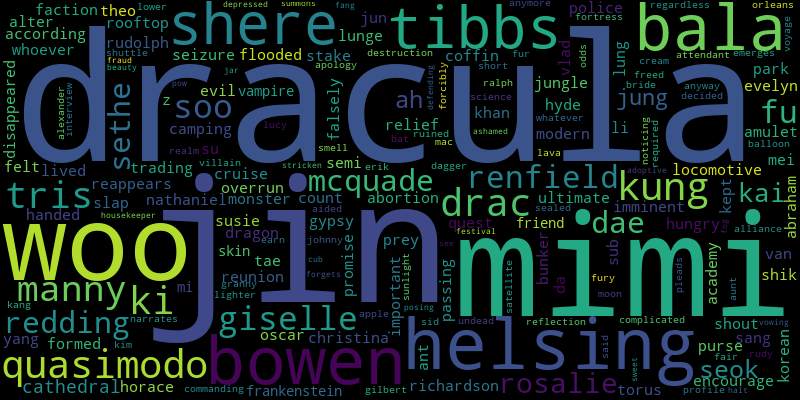 depressed summons fang orleans
faction theo lower
alter rooftop shere tibbs jun police anymore regardless bala
according fortress
whoever rudolph seizure flooded lunge destruction fur emerges voyage
shuttle fraud beauty stake coffin short cream attendant
dracula
disappeared alexander interview z evil jar apology vlad odds lung freed park
sethe vampire falsely pow defending forcibly ralph jungle bride anyway evelyn
soo ah science hyde jung decided fu
camping relief khan whatever modern noticing required amulet
felt lived realm su lucy bat ruined mac ashamed li balloon mei
villain smell semi erik dagger lava locomotive
trading cruise stricken renfield adoptive abraham
tris reappears overrun mcquade sealed ultimate kung kept kai
slap nathaniel monster count abortion drac imminent
handed housekeeper susie aided gypsy quest friend dae hungry alliance
woo jin mimi
dragon earn johnny prey festival bunker sub fog van
skin tae cub promise important sunlight see da satellite academy
manny ki mi reunion forgets passing fury pleads aunt shik
kang granny lighter apple posing moon
redding narrates giselle sid undead reflection complicated shout vowing
yang formed kim oscar christina ant helsing said purse sang korean
quasimodo bowen fair rudy
cathedral horace frankenstein richardson rosalie sweet seok encourage
commanding gilbert torus profile halt